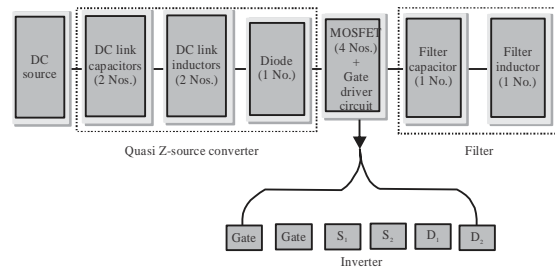 DC
source
DC link
capacitors
(2 Nos.)
DC link
inductors
(2 Nos.)
Diode
(1 No.)
MOSFET
(4 Nos.)
+
Gate
driver
circuit
Filter
capacitor
(1 No.)
Filter
inductor
(1 No.)
Quasi Z-source converter
Filter
Gate
Gate
S₁
S₂
D₁
D₂
Inverter